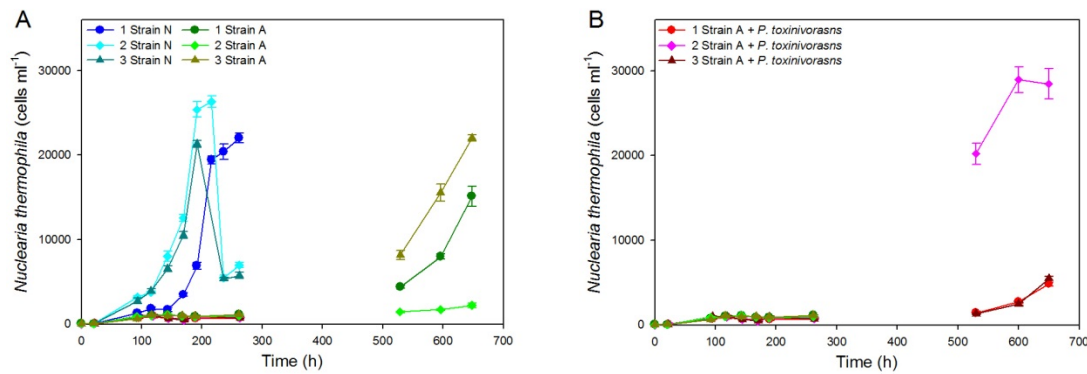 A
1 Strain N 1 Strain A
2 Strain N 2 Strain A
3 Strain N 3 Strain A
Nuclearia thermophila (cells ml⁻¹)
30000
20000
10000
0
0 100 200 300 400 500 600 700
Time (h)
B
1 Strain A + P. toxinivorasns
2 Strain A + P. toxinivorasns
3 Strain A + P. toxinivorasns
Nuclearia thermophila (cells ml⁻¹)
30000
20000
10000
0
0 100 200 300 400 500 600 700
Time (h)